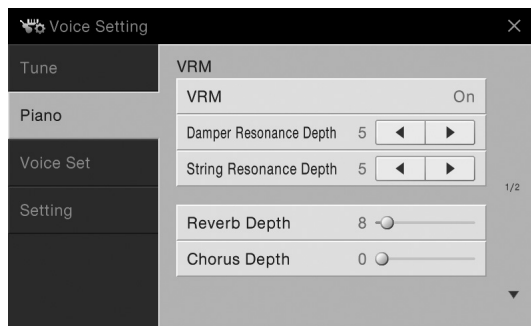 Voice Setting
Tune
Piano
Voice Set
Setting
VRM
VRM On
Damper Resonance Depth 5
String Resonance Depth 5
Reverb Depth 8
Chorus Depth 0
1/2